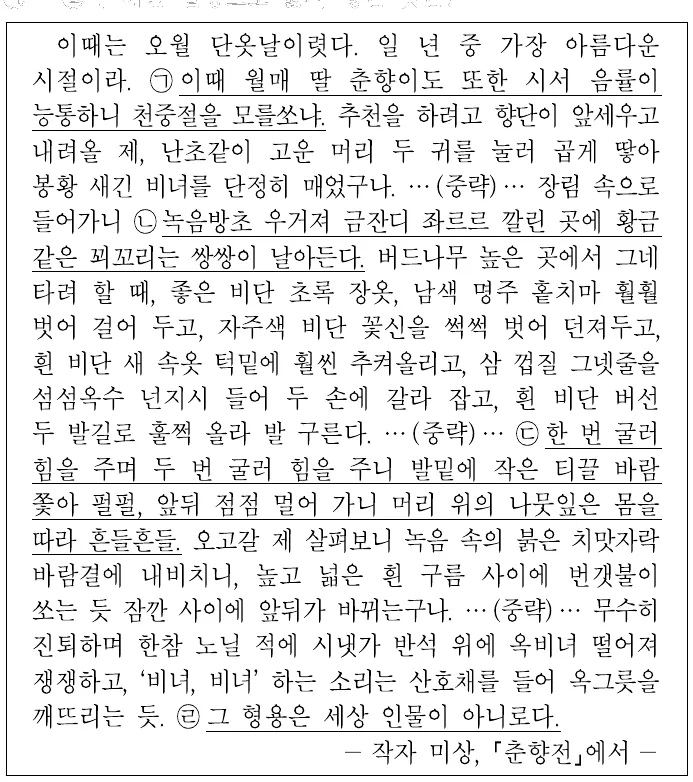 이때는 오월 단옷날이렷다. 일 년 중 가장 아름다운
시절이라. ㉠이때 월매 딸 춘향이도 또한 시서 음률이
능통하니 천중절을 모를쏘냐. 추천을 하려고 향단이 앞세우고
내려올 제, 난초같이 고운 머리 두 귀를 눌러 곱게 땋아
봉황 새긴 비녀를 단정히 매었구나. …(중략)… 장림 속으로
들어가니 ㉡녹음방초 우거져 금잔디 좌르르 깔린 곳에 황금
같은 꾀꼬리는 쌍쌍이 날아든다. 버드나무 높은 곳에서 그네
타려 할 때, 좋은 비단 초록 장옷, 남색 명주 홑치마 훨훨
벗어 걸어 두고, 자주색 비단 꽃신을 썩썩 벗어 던져두고,
흰 비단 새 속옷 턱밑에 훨씬 추켜올리고, 삼 껍질 그넷줄을
섬섬옥수 넌지시 들어 두 손에 갈라 잡고, 흰 비단 버선
두 발길로 훌쩍 올라 발 구른다. …(중략)… ㉢한 번 굴러
힘을 주며 두 번 굴러 힘을 주니 발밑에 작은 티끌 바람
쫓아 펄펄, 앞뒤 점점 멀어 가니 머리 위의 나뭇잎은 몸을
따라 흔들흔들. 오고갈 제 살펴보니 녹음 속의 붉은 치맛자락
바람결에 내비치니, 높고 넓은 흰 구름 사이에 번갯불이
쏘는 듯 잠깐 사이에 앞뒤가 바뀌는구나. …(중략)… 무수히
진퇴하며 한참 노닐 적에 시냇가 반석 위에 옥비녀 떨어져
쟁쟁하고, ‘비녀, 비녀’ 하는 소리는 산호채를 들어 옥그릇을
깨뜨리는 듯. ㉣그 형용은 세상 인물이 아니로다.
－ 작자 미상, 「춘향전」에서 －